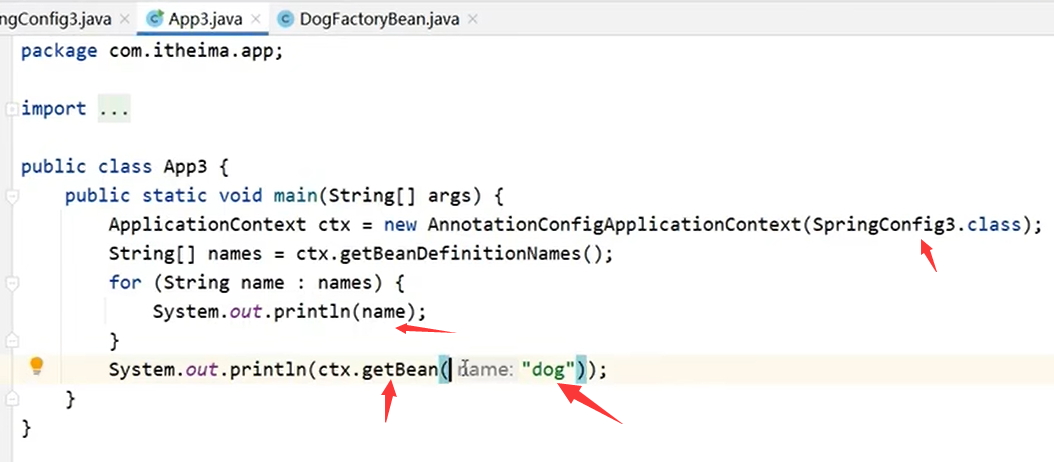 ngConfig3.java App3.java DogFactoryBean.java
package com.itheima.app;
import ...
public class App3 {
public static void main(String[] args) {
ApplicationContext ctx = new AnnotationConfigApplicationContext(SpringConfig3.class);
String[] names = ctx.getBeanDefinitionNames();
for (String name : names) {
System.out.println(name);
}
System.out.println(ctx.getBean( name: "dog"));
}
}